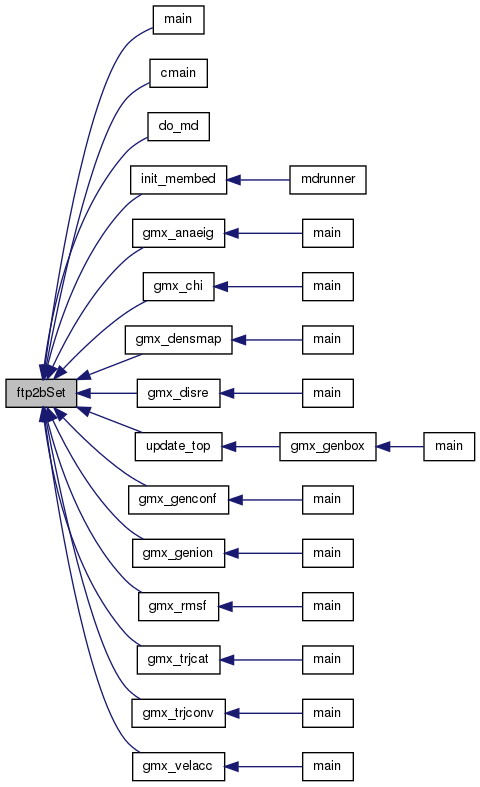 main
cmain
do_md
init_membed mdrunner
gmx_anaeig main
gmx_chi main
gmx_densmap main
ftp2bSet gmx_disre main
update_top gmx_genbox main
gmx_genconf main
gmx_genion main
gmx_rmsf main
gmx_trjcat main
gmx_trjconv main
gmx_velacc main